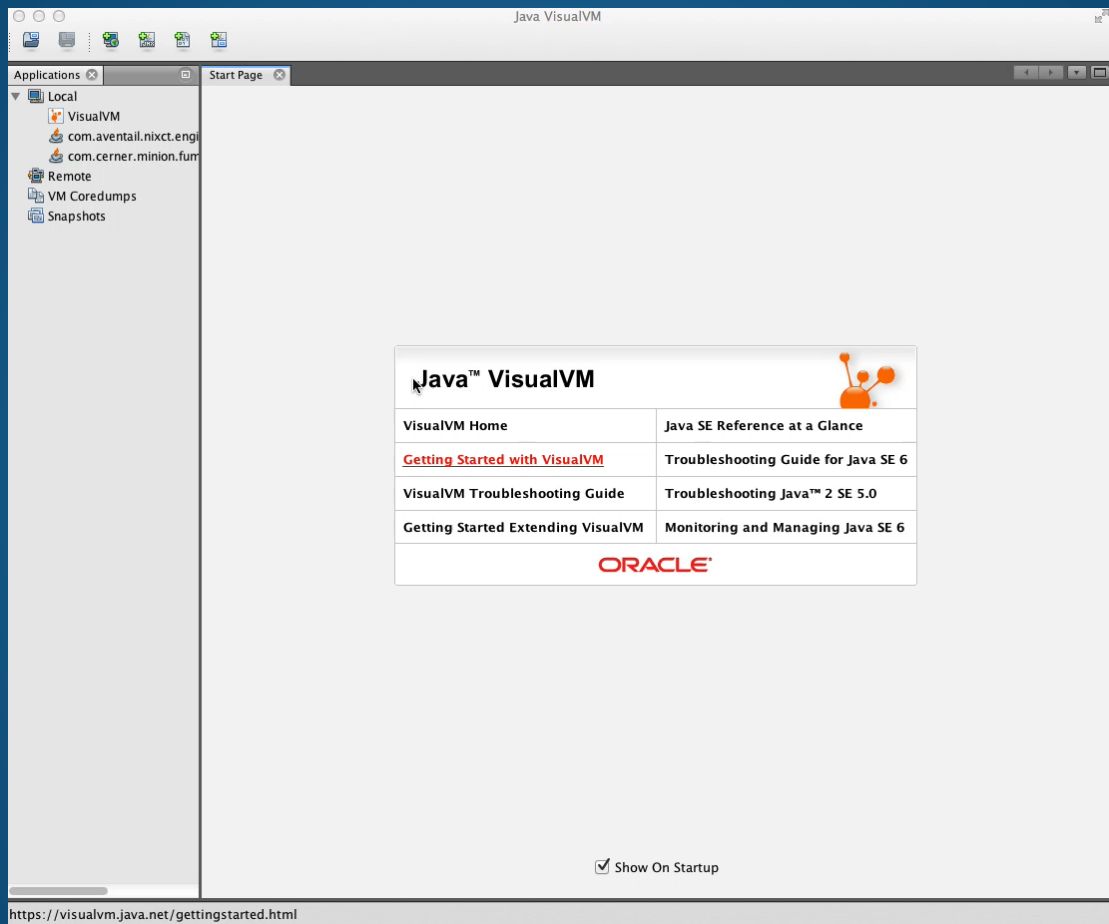 Java VisualVM
Applications
Start Page
Local
VisualVM
com.aventail.nixct.engi
com.cerner.minion.fum
Remote
VM Coredumps
Snapshots
Java™ VisualVM
VisualVM Home
Java SE Reference at a Glance
Getting Started with VisualVM
Troubleshooting Guide for Java SE 6
VisualVM Troubleshooting Guide
Troubleshooting Java™ 2 SE 5.0
Getting Started Extending VisualVM
Monitoring and Managing Java SE 6
ORACLE
Show On Startup
https://visualvm.java.net/gettingstarted.html